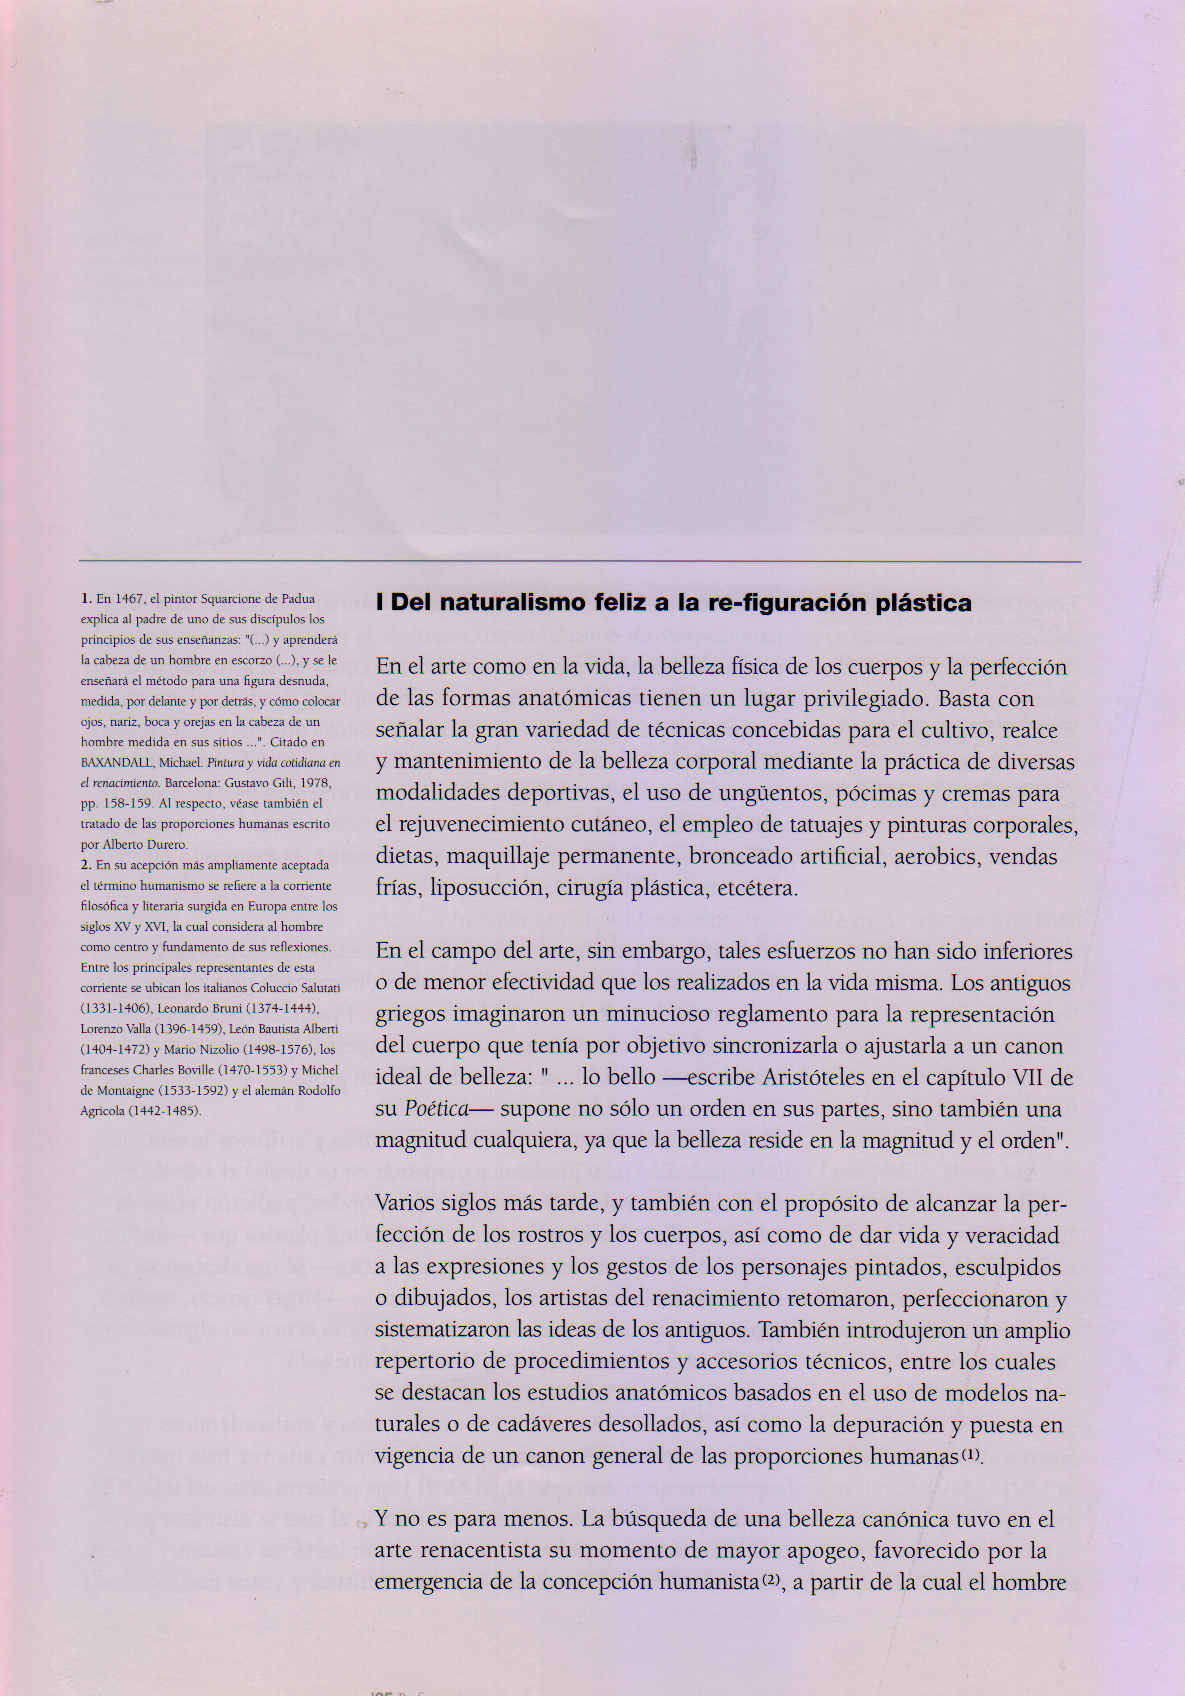 1. En 1467, el pintor Squarcione de Padua
explica al padre de uno de sus discípulos los
principios de sus enseñanzas: "(...) y aprenderá
la cabeza de un hombre en escorzo (...), y se le
enseñará el método para una figura desnuda,
medida, por delante y por detrás, y cómo colocar
ojos, nariz, boca y orejas en la cabeza de un
hombre medida en sus sitios ...". Citado en
BAXANDALL, Michael. Pintura y vida cotidiana en
el renacimiento. Barcelona: Gustavo Gili, 1978,
pp. 158-159. Al respecto, véase también el
tratado de las proporciones humanas escrito
por Alberto Durero.
2. En su acepción más ampliamente aceptada
el término humanismo se refiere a la corriente
filosófica y literaria surgida en Europa entre los
siglos XV y XVI, la cual considera al hombre
como centro y fundamento de sus reflexiones.
Entre los principales representantes de esta
corriente se ubican los italianos Coluccio Salutati
(1331-1406), Leonardo Bruni (1374-1444),
Lorenzo Valla (1396-1459), León Bautista Alberti
(1404-1472) y Mario Nizolio (1498-1576), los
franceses Charles Boville (1470-1553) y Michel
de Montaigne (1533-1592) y el alemán Rodolfo
Agricola (1442-1485).
I Del naturalismo feliz a la re-figuración plástica
En el arte como en la vida, la belleza física de los cuerpos y la perfección
de las formas anatómicas tienen un lugar privilegiado. Basta con
señalar la gran variedad de técnicas concebidas para el cultivo, realce
y mantenimiento de la belleza corporal mediante la práctica de diversas
modalidades deportivas, el uso de ungüentos, pócimas y cremas para
el rejuvenecimiento cutáneo, el empleo de tatuajes y pinturas corporales,
dietas, maquillaje permanente, bronceado artificial, aerobics, vendas
frías, liposucción, cirugía plástica, etcétera.
En el campo del arte, sin embargo, tales esfuerzos no han sido inferiores
o de menor efectividad que los realizados en la vida misma. Los antiguos
griegos imaginaron un minucioso reglamento para la representación
del cuerpo que tenía por objetivo sincronizarla o ajustarla a un canon
ideal de belleza: " ... lo bello —escribe Aristóteles en el capítulo VII de
su Poética— supone no sólo un orden en sus partes, sino también una
magnitud cualquiera, ya que la belleza reside en la magnitud y el orden".
Varios siglos más tarde, y también con el propósito de alcanzar la per-
fección de los rostros y los cuerpos, así como de dar vida y veracidad
a las expresiones y los gestos de los personajes pintados, esculpidos
o dibujados, los artistas del renacimiento retomaron, perfeccionaron y
sistematizaron las ideas de los antiguos. También introdujeron un amplio
repertorio de procedimientos y accesorios técnicos, entre los cuales
se destacan los estudios anatómicos basados en el uso de modelos na-
turales o de cadáveres desollados, así como la depuración y puesta en
vigencia de un canon general de las proporciones humanas(1).
Y no es para menos. La búsqueda de una belleza canónica tuvo en el
arte renacentista su momento de mayor apogeo, favorecido por la
emergencia de la concepción humanista(2), a partir de la cual el hombre